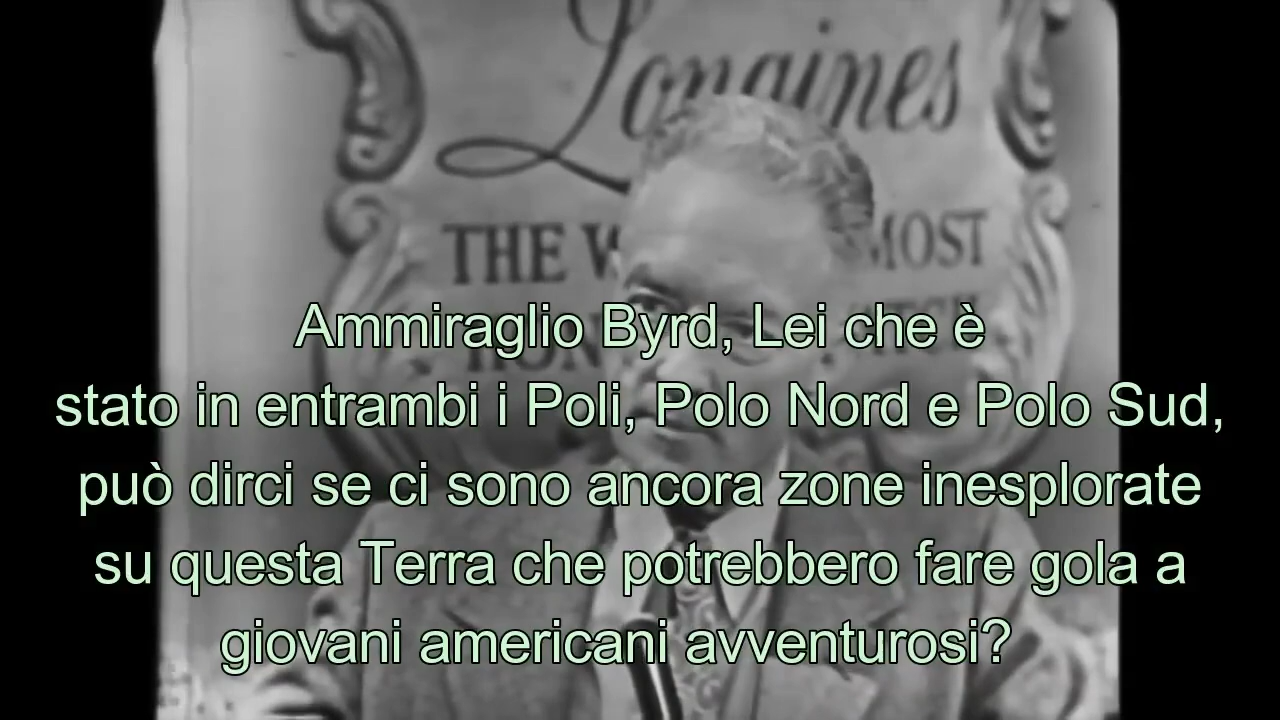 Longines
THE MOST
Ammiraglio Byrd, Lei che è
stato in entrambi i Poli, Polo Nord e Polo Sud,
può dirci se ci sono ancora zone inesplorate
su questa Terra che potrebbero fare gola a
giovani americani avventurosi?